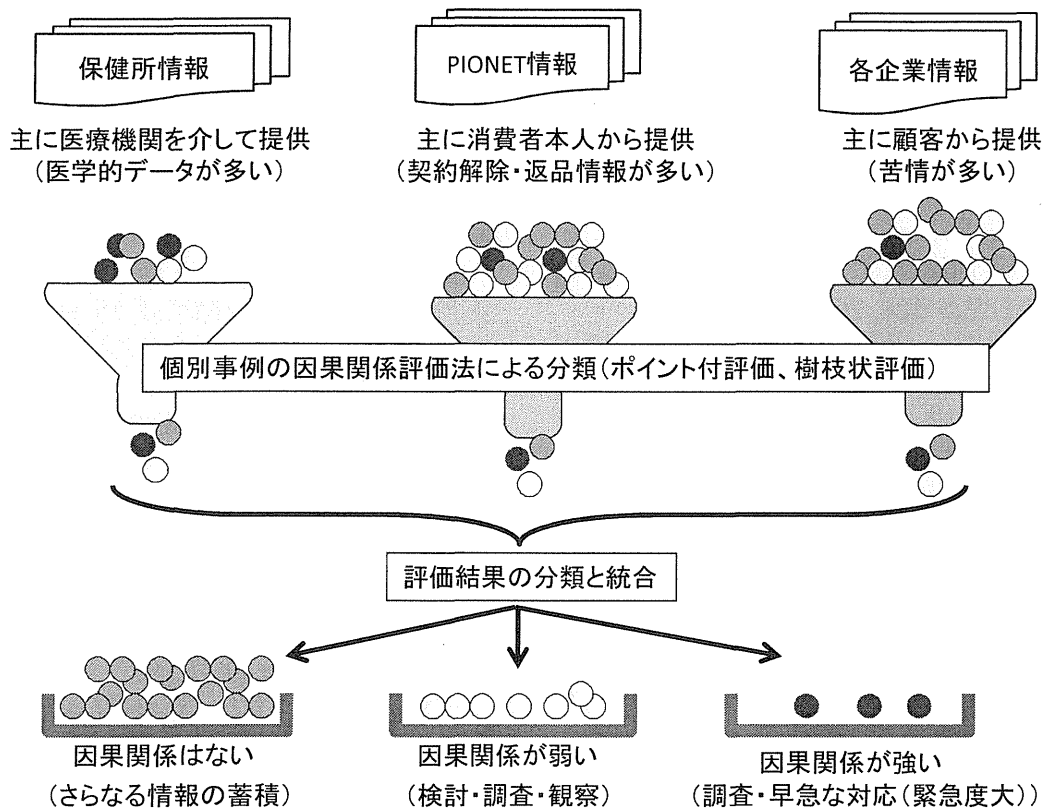 保健所情報
PIONET情報
各企業情報
主に医療機関を介して提供
(医学的データが多い)
主に消費者本人から提供
(契約解除・返品情報が多い)
主に顧客から提供
(苦情が多い)
個別事例の因果関係評価法による分類(ポイント付評価、樹枝状評価)
評価結果の分類と統合
因果関係はない
(さらなる情報の蓄積)
因果関係が弱い
(検討・調査・観察)
因果関係が強い
(調査・早急な対応(緊急度大))